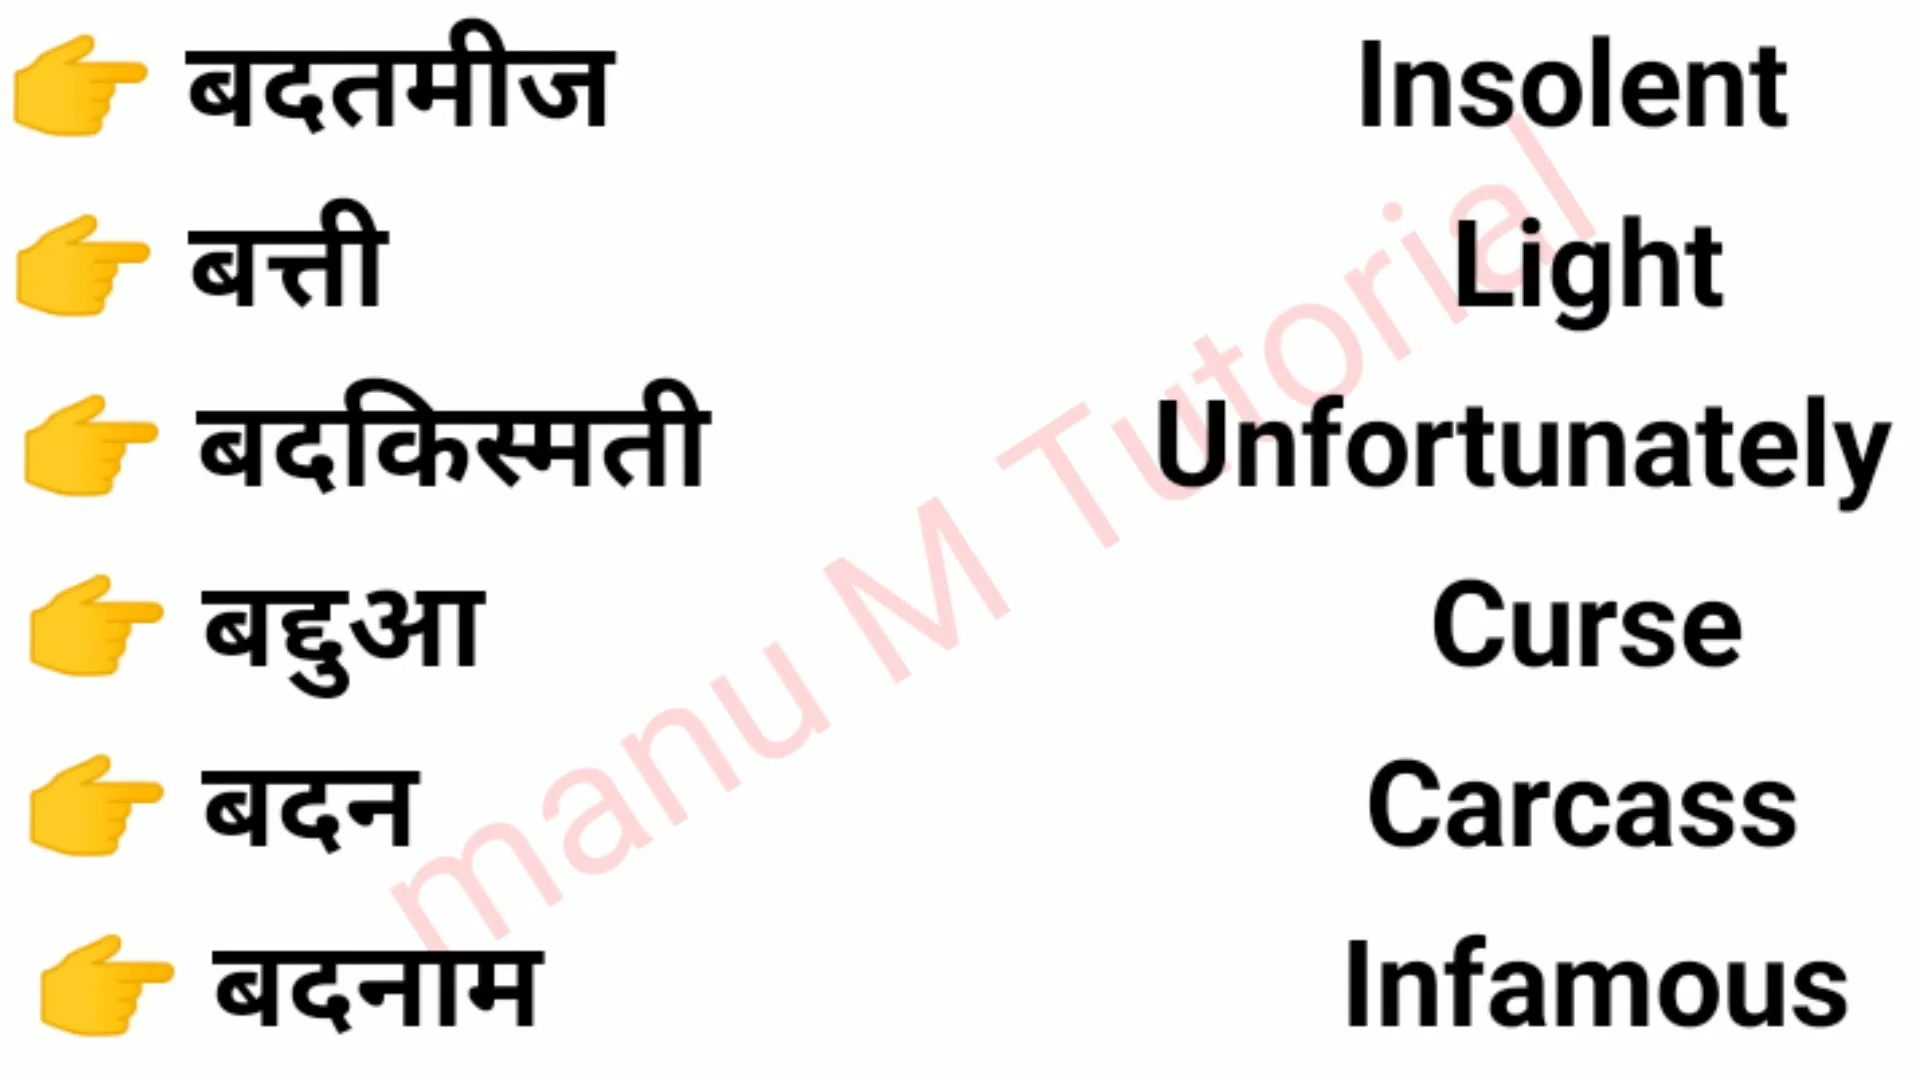 👉 बदतमीज Insolent
👉 बत्ती Light
👉 बदकिस्मती Unfortunately
👉 बद्दुआ Curse
👉 बदन Carcass
👉 बदनाम Infamous
manu M Tutorial